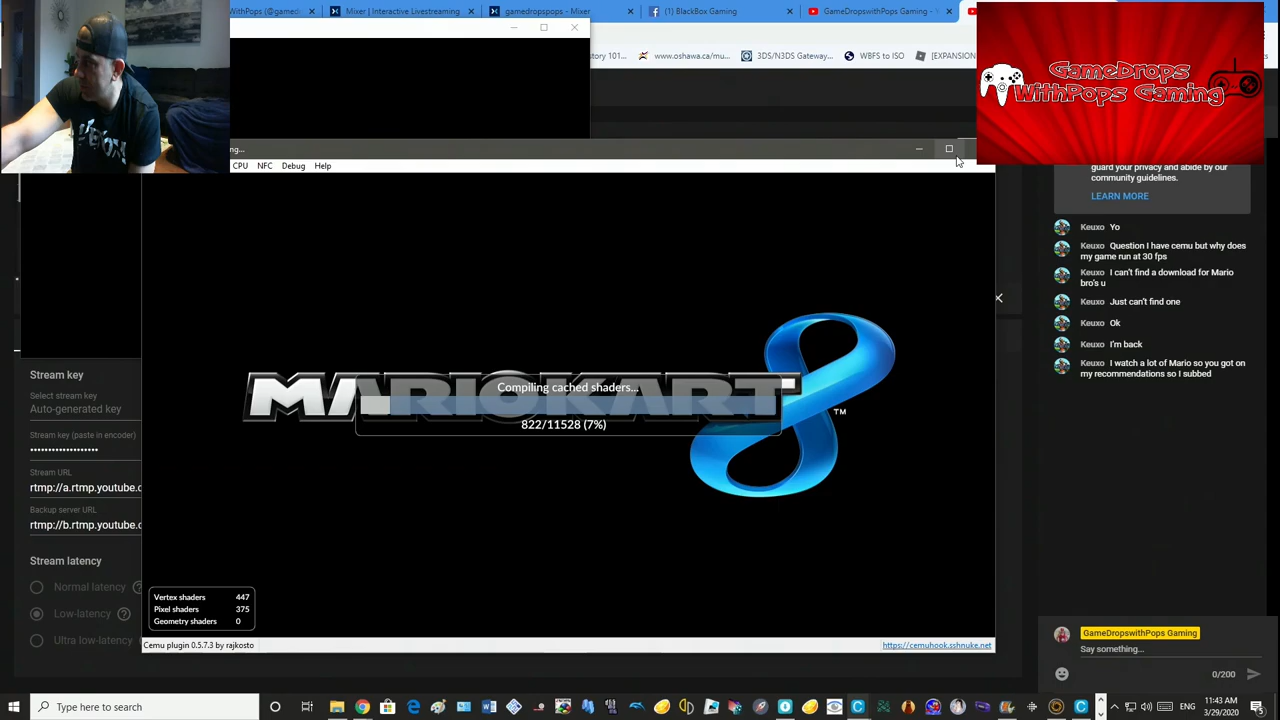 WithPops (@gamed
Mixer | Interactive Livestreaming
gamedropspops - Mixer
(1) BlackBox Gaming
GameDropswithPops Gaming -
story 101...
www.oshawa.ca/mu...
3DS/N3DS Gateway...
WBFS to ISO
[EXPANSION
GameDrops
WithPops Gaming
ng...
CPU NFC Debug Help
guard your privacy and abide by our
community guidelines.
LEARN MORE
Keuxo Yo
Keuxo Question I have cemu but why does
my game run at 30 fps
Keuxo I can't find a download for Mario
bro's u
Keuxo Just can't find one
Keuxo Ok
Keuxo I'm back
Keuxo I watch a lot of Mario so you got on
my recommendations so I subbed
MARIOKART 8 ™
Compiling cached shaders...
822/11528 (7%)
Stream key
Select stream key
Auto-generated key
Stream key (paste in encoder)
••••••••••••••••••
Stream URL
rtmp://a.rtmp.youtube.c
Backup server URL
rtmp://b.rtmp.youtube.c
Stream latency
Normal latency
Low-latency
Ultra low-latency
Vertex shaders 447
Pixel shaders 375
Geometry shaders 0
Cemu plugin 0.5.7.3 by rajkosto
https://cemuhook.sshnuke.net
GameDropswithPops Gaming
Say something...
0/200
Type here to search
11:43 AM
3/29/2020